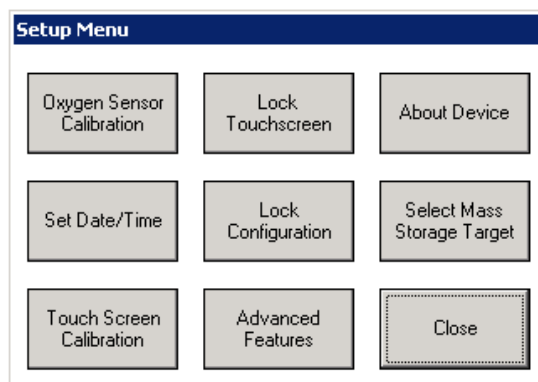 Setup Menu
Oxygen Sensor
Calibration
Lock
Touchscreen
About Device
Set Date/Time
Lock
Configuration
Select Mass
Storage Target
Touch Screen
Calibration
Advanced
Features
Close